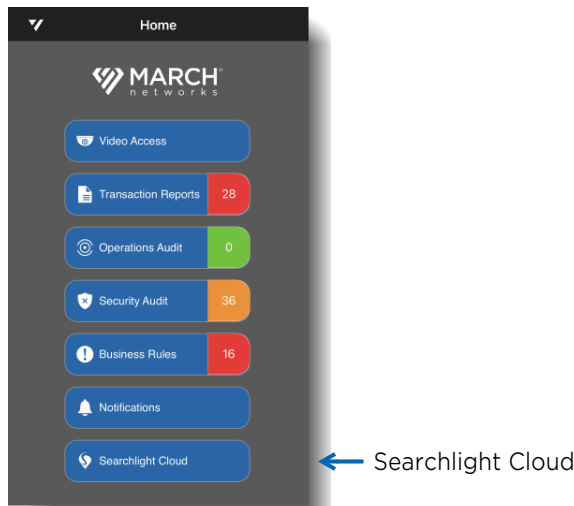 Home
MARCH
networks
Video Access
Transaction Reports 28
Operations Audit 0
Security Audit 36
Business Rules 16
Notifications
Searchlight Cloud
Searchlight Cloud